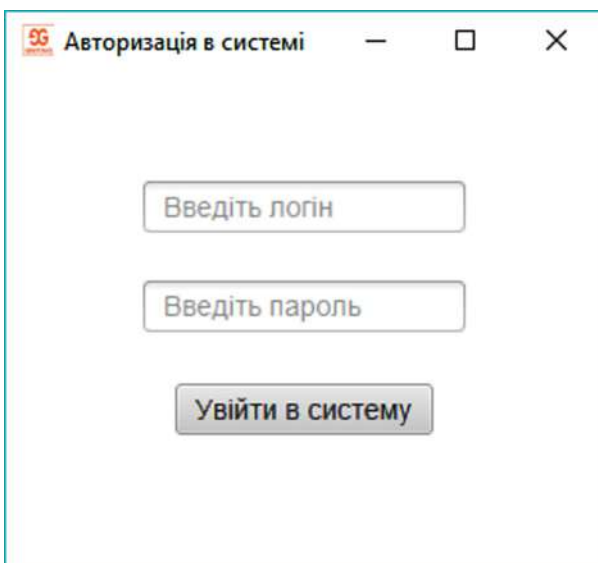 Авторизація в системі
Введіть логін
Введіть пароль
Увійти в систему